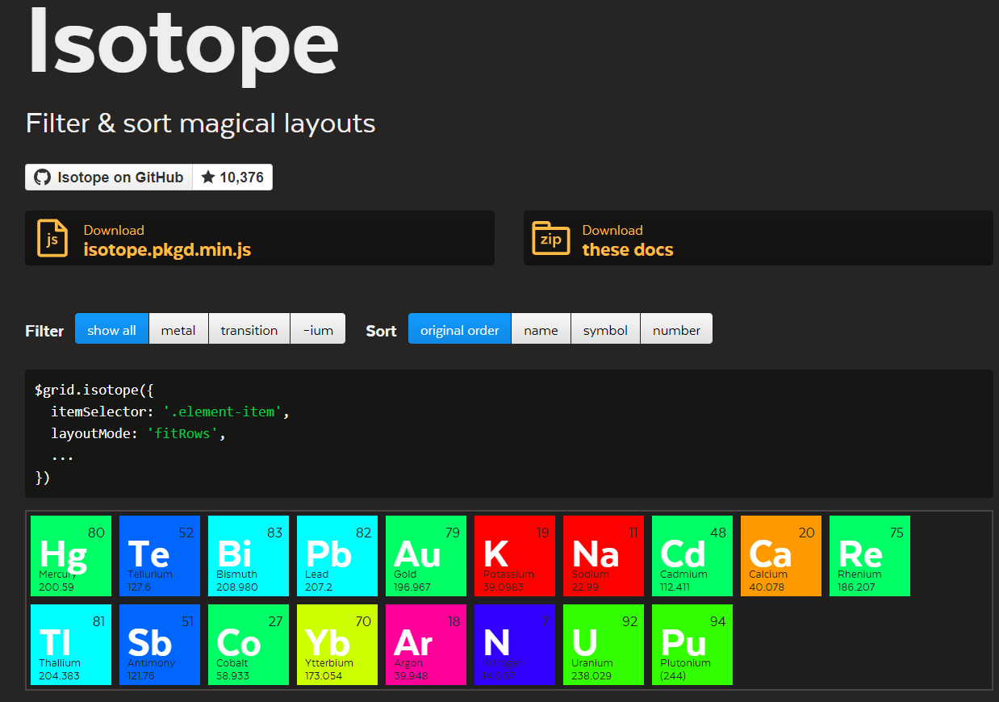 Isotope
Filter & sort magical layouts
Isotope on GitHub 10,376
js Download
isotope.pkgd.min.js
zip Download
these docs
Filter show all metal transition -ium Sort original order name symbol number
$grid.isotope({
itemSelector: '.element-item',
layoutMode: 'fitRows',
...
})
80
Hg
Mercury
200.59
52
Te
Tellurium
127.6
83
Bi
Bismuth
208.980
82
Pb
Lead
207.2
79
Au
Gold
196.967
19
K
Potassium
39.0983
11
Na
Sodium
22.99
48
Cd
Cadmium
112.411
20
Ca
Calcium
40.078
75
Re
Rhenium
186.207
81
Tl
Thallium
204.383
51
Sb
Antimony
121.76
27
Co
Cobalt
58.933
70
Yb
Ytterbium
173.054
18
Ar
Argon
39.948
7
N
Nitrogen
14.007
92
U
Uranium
238.029
94
Pu
Plutonium
(244)